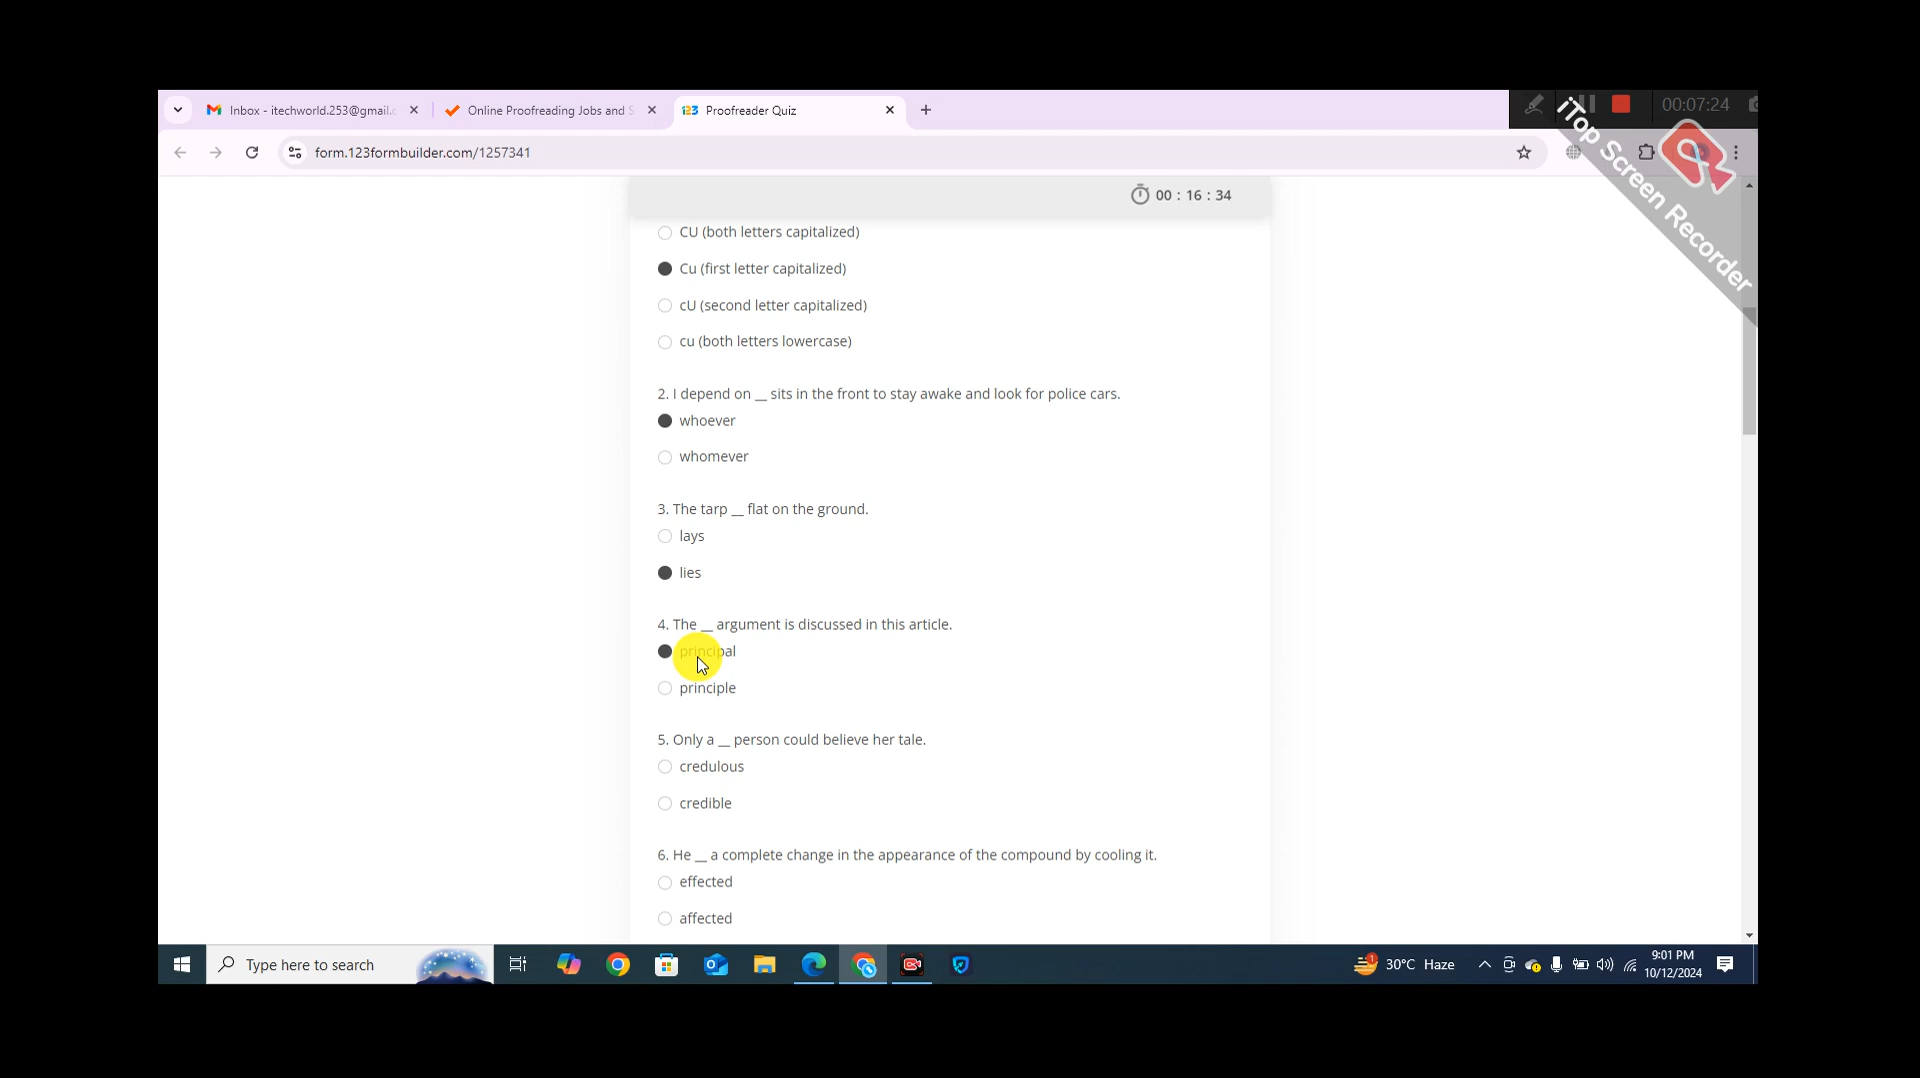 Inbox - itechworld.253@gmail.c
Online Proofreading Jobs and S
123 Proofreader Quiz
00:07:24
form.123formbuilder.com/1257341
iTop Screen Recorder
00 : 16 : 34
CU (both letters capitalized)
Cu (first letter capitalized)
cU (second letter capitalized)
cu (both letters lowercase)
2. I depend on __ sits in the front to stay awake and look for police cars.
whoever
whomever
3. The tarp __ flat on the ground.
lays
lies
4. The __ argument is discussed in this article.
principal
principle
5. Only a __ person could believe her tale.
credulous
credible
6. He __ a complete change in the appearance of the compound by cooling it.
effected
affected
Type here to search
1
30°C Haze
9:01 PM
10/12/2024